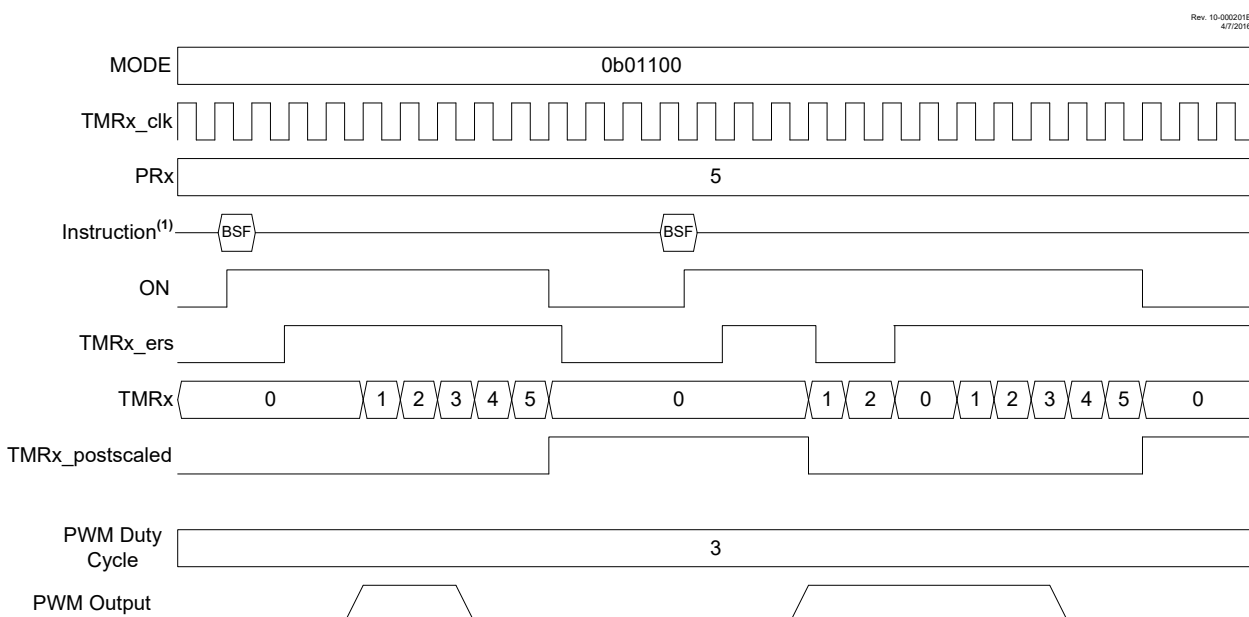 Rev. 10-000201B
4/7/2016
MODE 0b01100
TMRx_clk
PRx 5
Instruction(1) BSF BSF
ON
TMRx_ers
TMRx 0 1 2 3 4 5 0 1 2 0 1 2 3 4 5 0
TMRx_postscaled
PWM Duty
Cycle 3
PWM Output